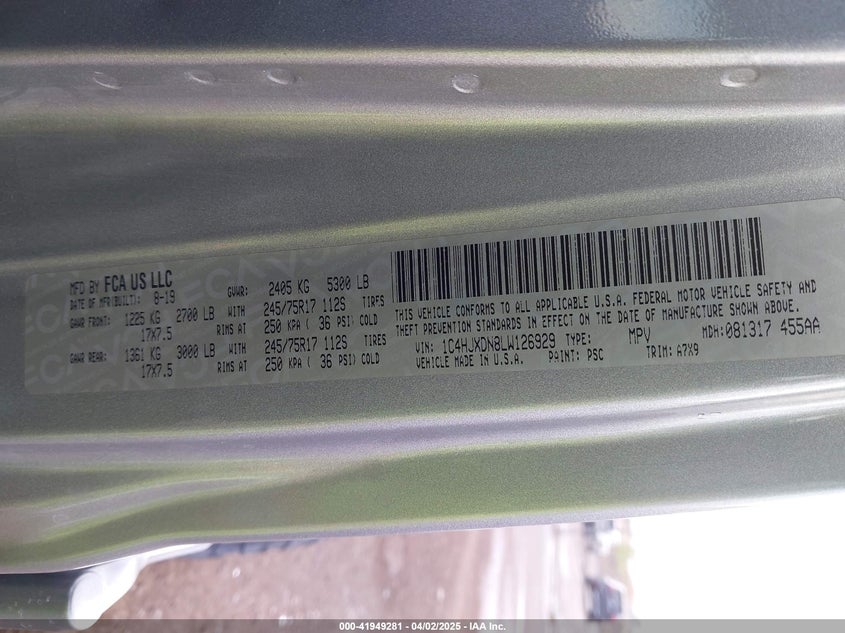 MFD BY FCA US LLC
DATE OF MFR(BUILT): 8-19 GVWR: 2405 KG 5300 LB
GAWR FRONT: 1225 KG 2700 LB WITH 245/75R17 112S TIRES
17X7.5 RIMS AT 250 KPA ( 36 PSI) COLD
GAWR REAR: 1361 KG 3000 LB WITH 245/75R17 112S TIRES
17X7.5 RIMS AT 250 KPA ( 36 PSI) COLD
THIS VEHICLE CONFORMS TO ALL APPLICABLE U.S.A. FEDERAL MOTOR VEHICLE SAFETY AND
THEFT PREVENTION STANDARDS IN EFFECT ON THE DATE OF MANUFACTURE SHOWN ABOVE.
VIN: 1C4HJXDN8LW126929 TYPE: MPV MDH: 081317 455AA
VEHICLE MADE IN U.S.A. PAINT: PSC TRIM: A7X9
000-41949281 | 04/02/2025 | IAA Inc.